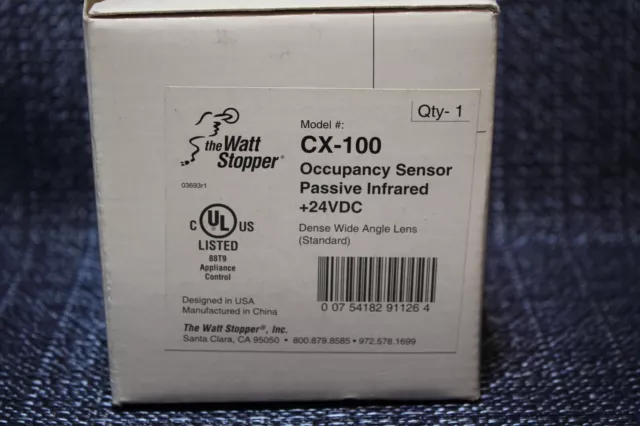 the Watt
Stopper®
03693r1
C UL US
LISTED
88T9
Appliance
Control
Designed in USA
Manufactured in China
The Watt Stopper®, Inc.
Santa Clara, CA 95050 • 800.879.8585 • 972.578.1699
Qty- 1
Model #:
CX-100
Occupancy Sensor
Passive Infrared
+24VDC
Dense Wide Angle Lens
(Standard)
0 07 54182 91126 4